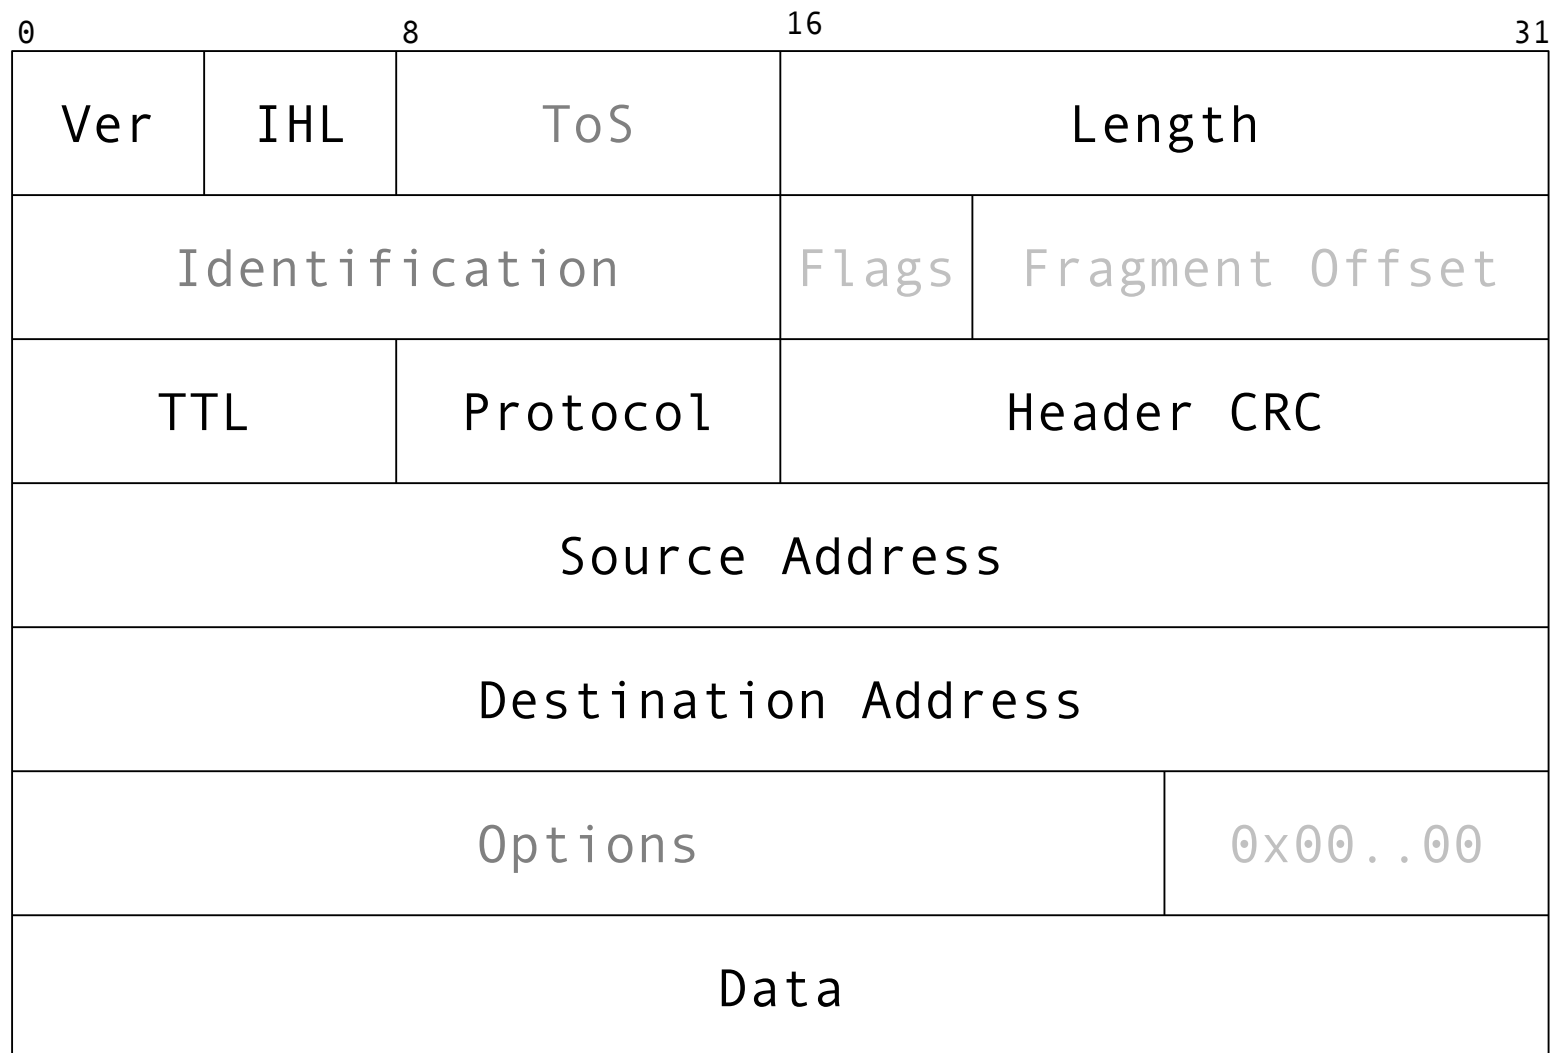 0 8 16 31
Ver IHL ToS Length
Identification Flags Fragment Offset
TTL Protocol Header CRC
Source Address
Destination Address
Options 0x00..00
Data